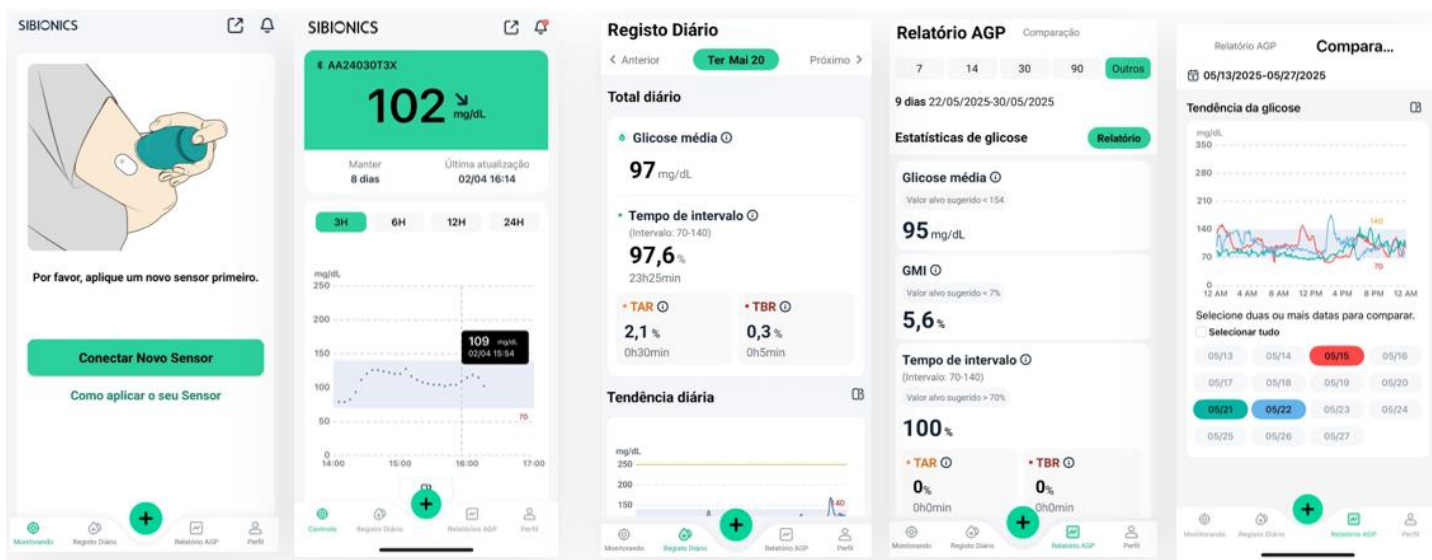 SIBIONICS
Por favor, aplique um novo sensor primeiro.
Conectar Novo Sensor
Como aplicar o seu Sensor
Monitorando Registo Diário Relatório AGP Perfil
SIBIONICS
AA24030T3X
102 mg/dL
Manter
8 dias
Última atualização
02/04 16:14
3H 6H 12H 24H
mg/dL
250
200
150
100
50
0
109 mg/dL
02/04 15:54
70
14:00 15:00 16:00 17:00
+
Controlo Registo Diário Relatórios AGP Perfil
Registo Diário
< Anterior Ter Mai 20 Próximo >
Total diário
Glicose média
97 mg/dL
Tempo de intervalo
(Intervalo: 70-140)
97,6 %
23h25min
• TAR
2,1 %
0h30min
• TBR
0,3 %
0h5min
Tendência diária
mg/dL
250
200
150
140
+
Monitorando Registo Diário Relatório AGP Perfil
Relatório AGP Comparação
7 14 30 90 Outros
9 dias 22/05/2025-30/05/2025
Estatísticas de glicose Relatório
Glicose média
Valor alvo sugerido < 154
95 mg/dL
GMI
Valor alvo sugerido < 7%
5,6 %
Tempo de intervalo
(Intervalo: 70-140)
Valor alvo sugerido > 70%
100 %
• TAR
0%
0h0min
• TBR
0%
0h0min
+
Monitorando Registo Diário Relatório AGP Perfil
Relatório AGP Compara...
05/13/2025-05/27/2025
Tendência da glicose
mg/dL
350
280
210
140
70
0
140
70
12 AM 4 AM 8 AM 12 PM 4 PM 8 PM 12 AM
Selecione duas ou mais datas para comparar.
Selecionar tudo
05/13 05/14 05/15 05/16
05/17 05/18 05/19 05/20
05/21 05/22 05/23 05/24
05/25 05/26 05/27
+
Monitorando Registo Diário Relatório AGP Perfil